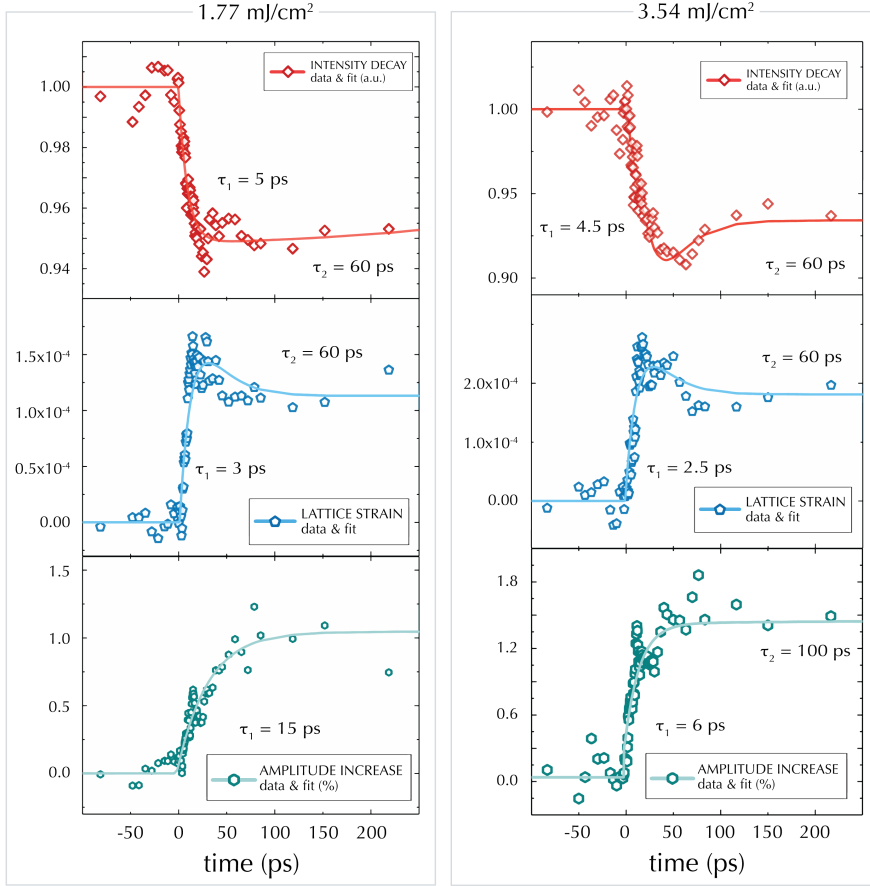 1.77 mJ/cm²
1.00
0.98
0.96
0.94
INTENSITY DECAY
data & fit (a.u.)
τ₁ = 5 ps
τ₂ = 60 ps
1.5x10⁻⁴
1.0x10⁻⁴
0.5x10⁻⁴
0.00
τ₂ = 60 ps
τ₁ = 3 ps
LATTICE STRAIN
data & fit
1.5
1.0
0.5
0.0
τ₁ = 15 ps
AMPLITUDE INCREASE
data & fit (%)
-50 0 50 100 150 200
time (ps)
3.54 mJ/cm²
1.00
0.95
0.90
INTENSITY DECAY
data & fit (a.u.)
τ₁ = 4.5 ps
τ₂ = 60 ps
2.0x10⁻⁴
1.0x10⁻⁴
0.00
τ₂ = 60 ps
τ₁ = 2.5 ps
LATTICE STRAIN
data & fit
1.8
1.2
0.6
0.0
τ₂ = 100 ps
τ₁ = 6 ps
AMPLITUDE INCREASE
data & fit (%)
-50 0 50 100 150 200
time (ps)